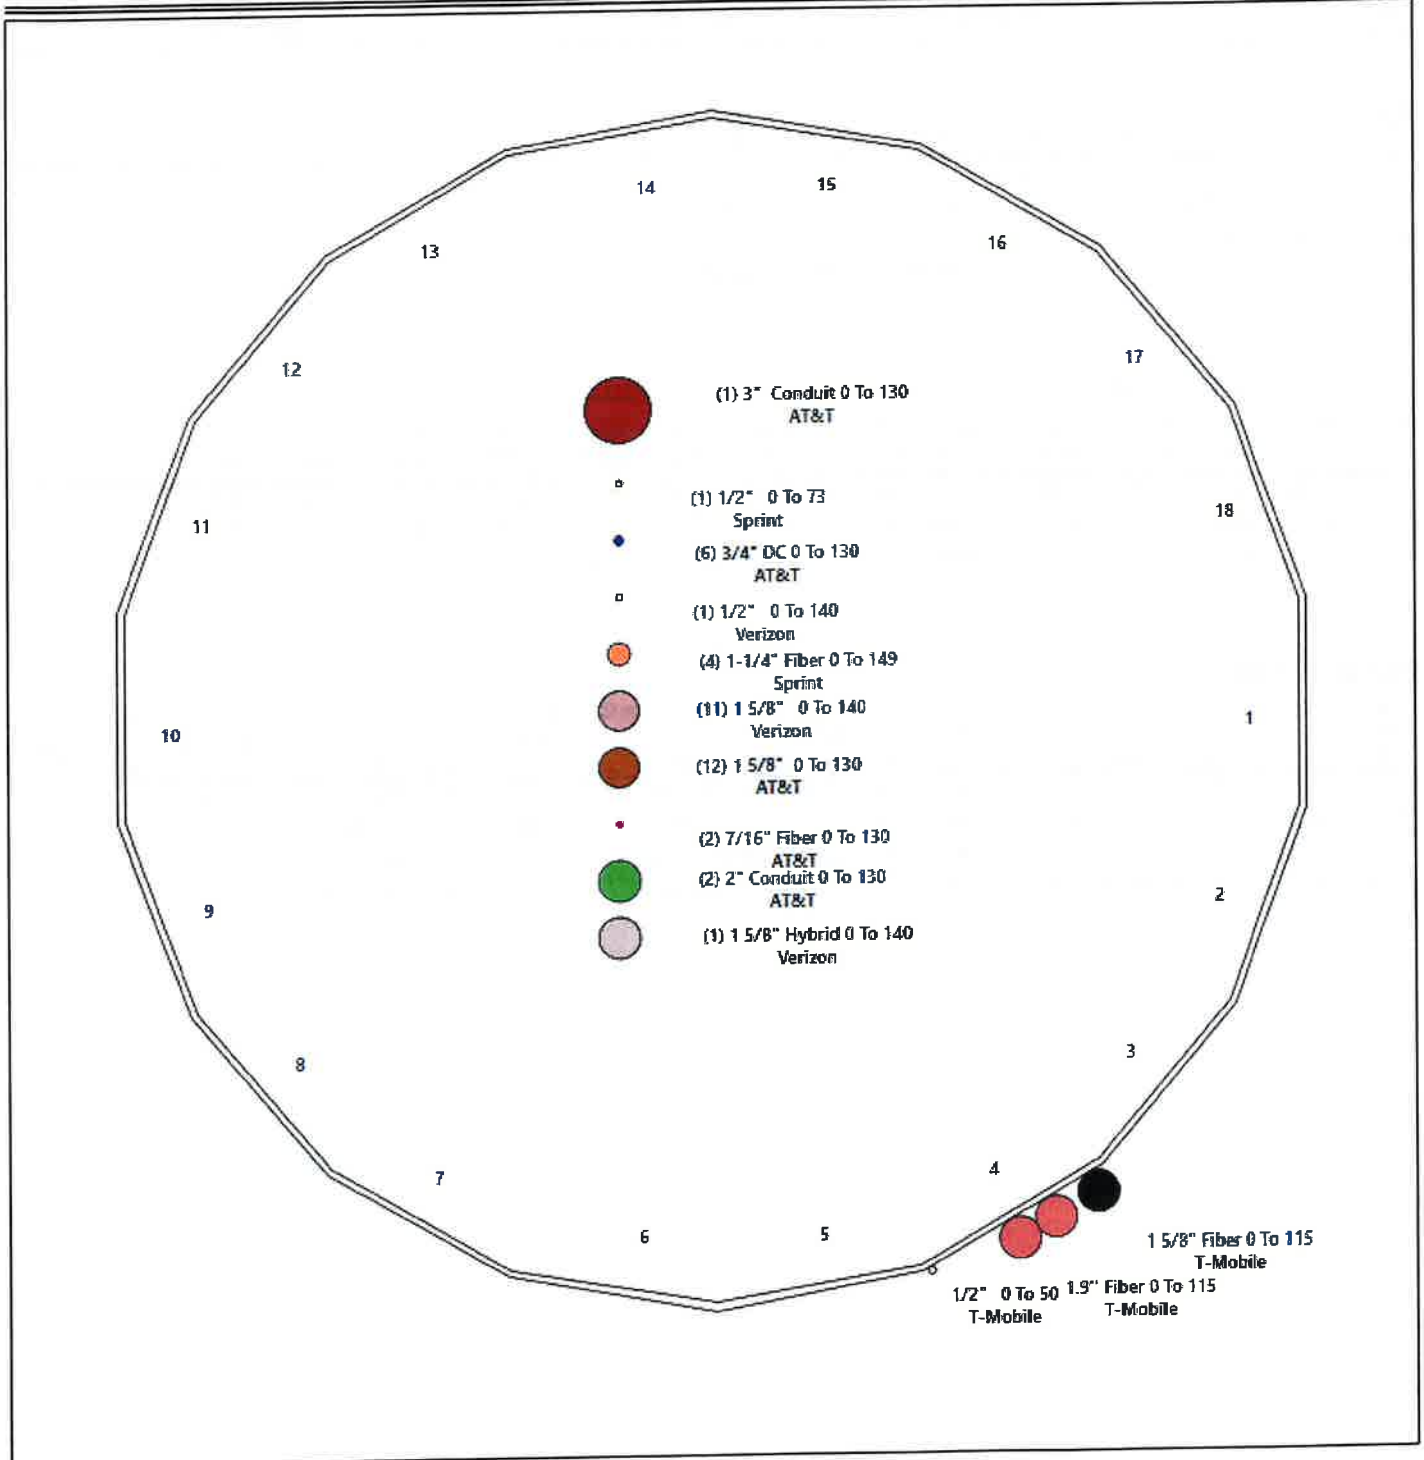 14
15
13
16
12
17
(1) 3" Conduit 0 To 130
AT&T
(1) 1/2" 0 To 73
Sprint
18
11
(6) 3/4" DC 0 To 130
AT&T
(1) 1/2" 0 To 140
Verizon
(4) 1-1/4" Fiber 0 To 149
Sprint
(11) 1 5/8" 0 To 140
Verizon
1
10
(12) 1 5/8" 0 To 130
AT&T
(2) 7/16" Fiber 0 To 130
AT&T
(2) 2" Conduit 0 To 130
AT&T
2
9
(1) 1 5/8" Hybrid 0 To 140
Verizon
3
8
4
7
6
5
1 5/8" Fiber 0 To 115
T-Mobile
1/2" 0 To 50
T-Mobile
1.9" Fiber 0 To 115
T-Mobile